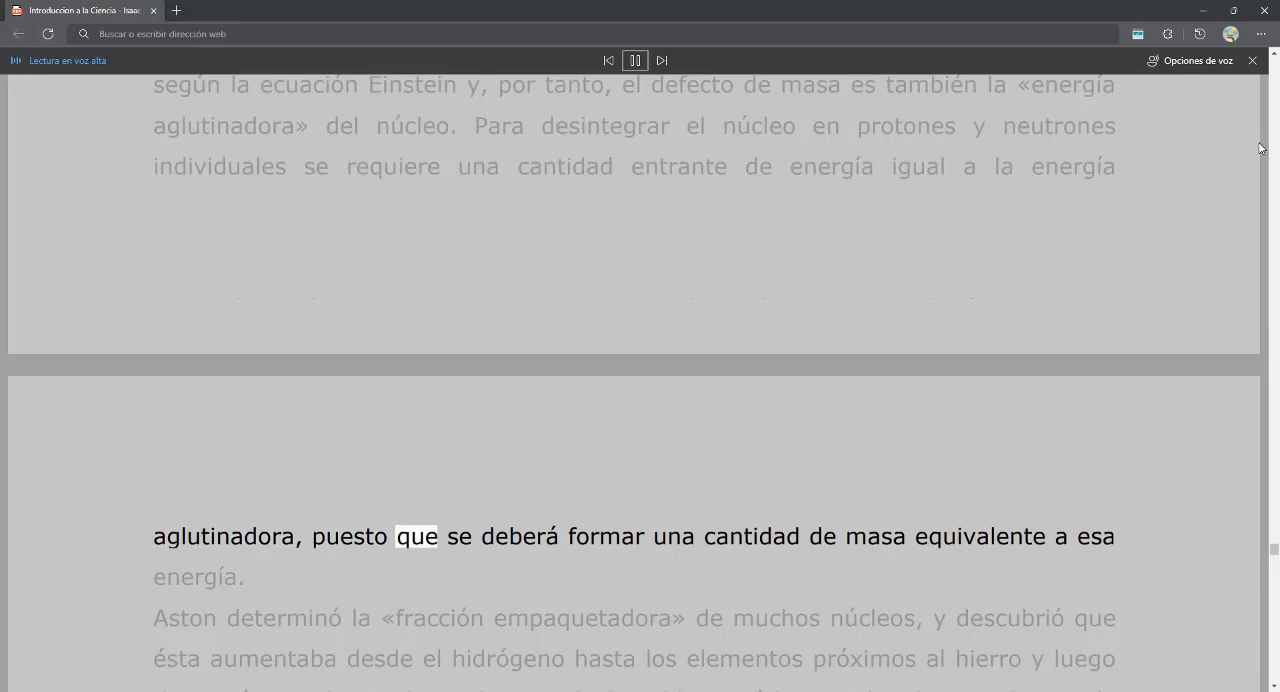 Introduccion a la Ciencia - Isaac
Buscar o escribir dirección web
Lectura en voz alta
Opciones de voz
según la ecuación Einstein y, por tanto, el defecto de masa es también la «energía
aglutinadora» del núcleo. Para desintegrar el núcleo en protones y neutrones
individuales se requiere una cantidad entrante de energía igual a la energía
aglutinadora, puesto que se deberá formar una cantidad de masa equivalente a esa
energía.
Aston determinó la «fracción empaquetadora» de muchos núcleos, y descubrió que
ésta aumentaba desde el hidrógeno hasta los elementos próximos al hierro y luego